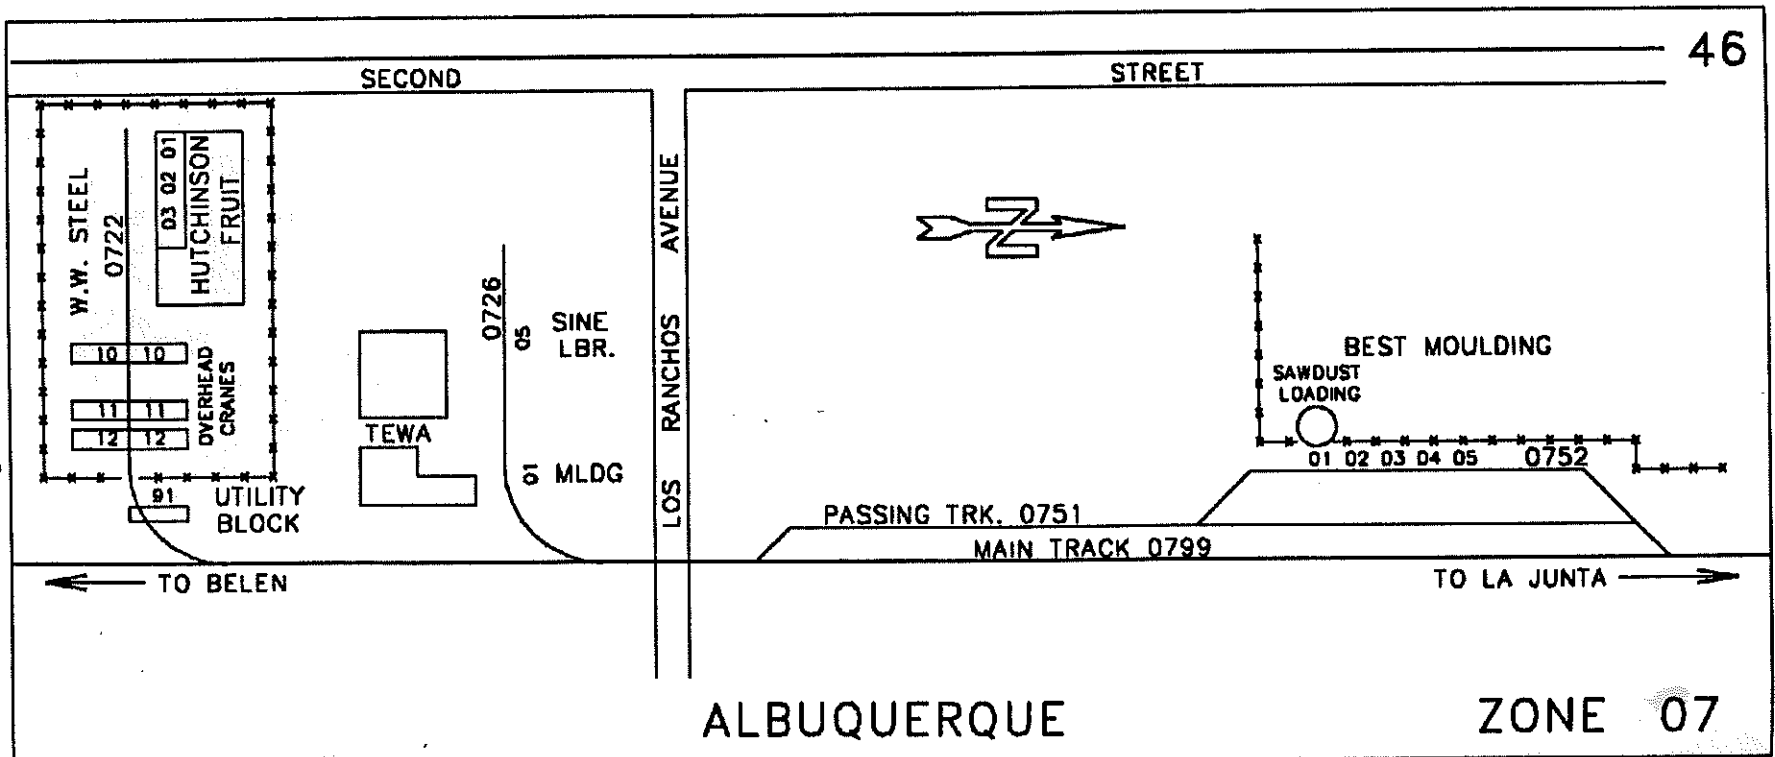 46
SECOND STREET
W.W. STEEL
0722
03 02 01
HUTCHINSON
FRUIT
10 10
11 11
12 12
OVERHEAD
CRANES
91
UTILITY
BLOCK
TEWA
0726
05
SINE
LBR.
01 MLDG
LOS RANCHOS AVENUE
N
BEST MOULDING
SAWDUST
LOADING
01 02 03 04 05 0752
PASSING TRK. 0751
MAIN TRACK 0799
TO BELEN
TO LA JUNTA
ALBUQUERQUE
ZONE 07